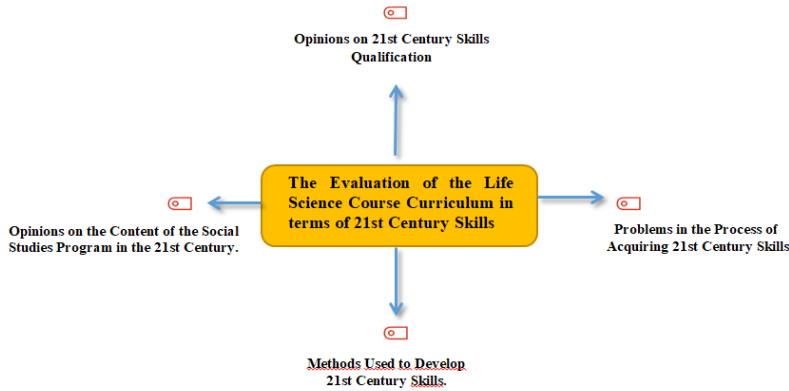 Opinions on 21st Century Skills
Qualification
The Evaluation of the Life
Science Course Curriculum in
terms of 21st Century Skills
Opinions on the Content of the Social
Studies Program in the 21st Century.
Problems in the Process of
Acquiring 21st Century Skills
Methods Used to Develop
21st Century Skills.